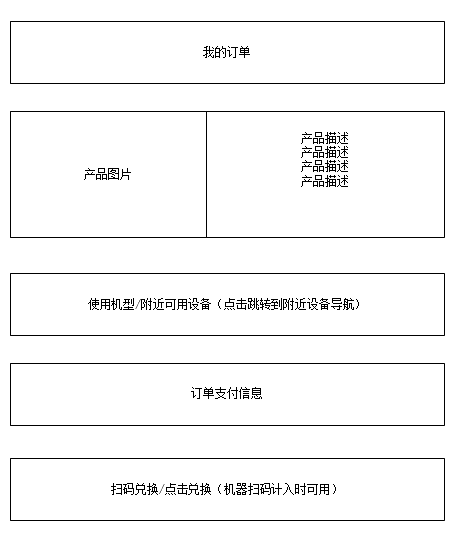 我的订单
产品图片
产品描述
产品描述
产品描述
产品描述
使用机型/附近可用设备（点击跳转到附近设备导航）
订单支付信息
扫码兑换/点击兑换（机器扫码计入时可用）